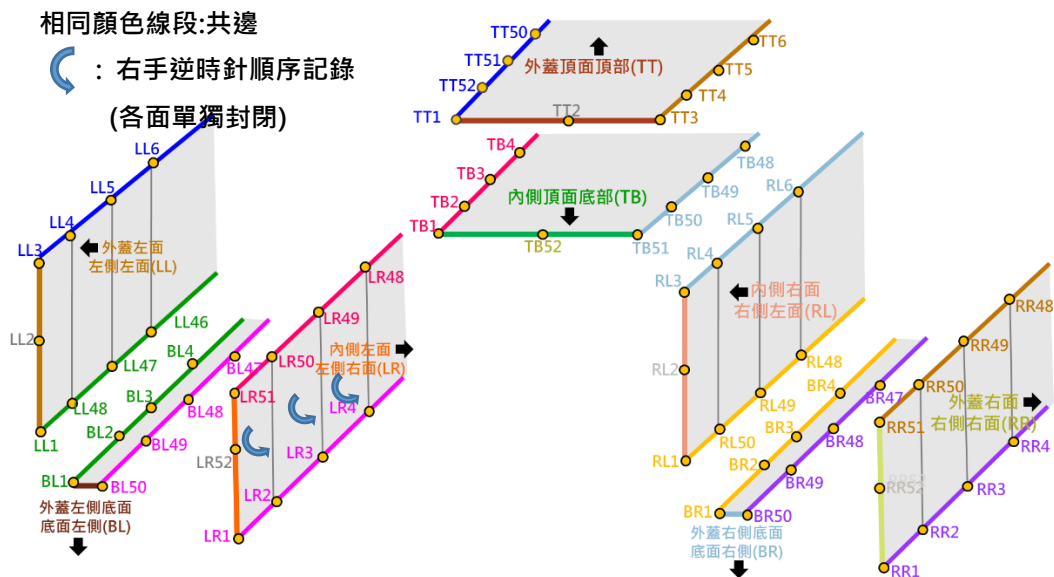 相同顏色線段:共邊
: 右手逆時針順序記錄
(各面單獨封閉)
TT50
TT51
TT52
TT1
TT2
TT3
TT4
TT5
TT6
外蓋頂面頂部(TT)
TB4
TB3
TB2
TB1
TB52
TB51
TB50
TB49
TB48
內側頂面底部(TB)
LL6
LL5
LL4
LL3
LL2
LL1
LL48
LL47
LL46
外蓋左面
左側左面(LL)
BL4
BL3
BL2
BL1
BL50
BL49
BL48
BL47
外蓋左側底面
底面左側(BL)
LR48
LR49
LR50
LR51
LR52
LR1
LR2
LR3
LR4
內側左面
左側右面(LR)
RL6
RL5
RL4
RL3
RL2
RL1
RL50
RL49
RL48
內側右面
右側左面(RL)
BR4
BR3
BR2
BR1
BR50
BR49
BR48
BR47
外蓋右側底面
底面右側(BR)
RR48
RR49
RR50
RR51
RR52
RR1
RR2
RR3
RR4
外蓋右面
右側右面(RR)